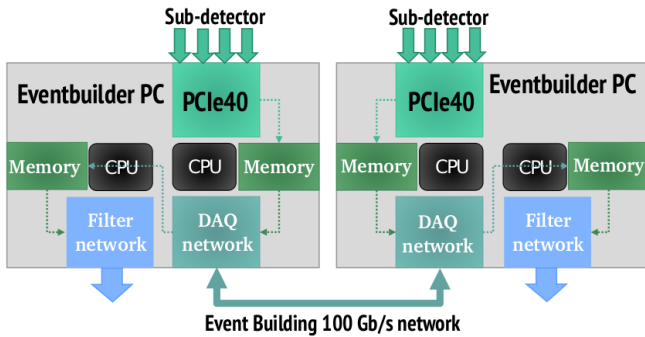 Sub-detector
Sub-detector
Eventbuilder PC
PCIe40
PCIe40
Eventbuilder PC
Memory
CPU
CPU
Memory
Memory
CPU
CPU
Memory
Filter
network
DAQ
network
DAQ
network
Filter
network
Event Building 100 Gb/s network